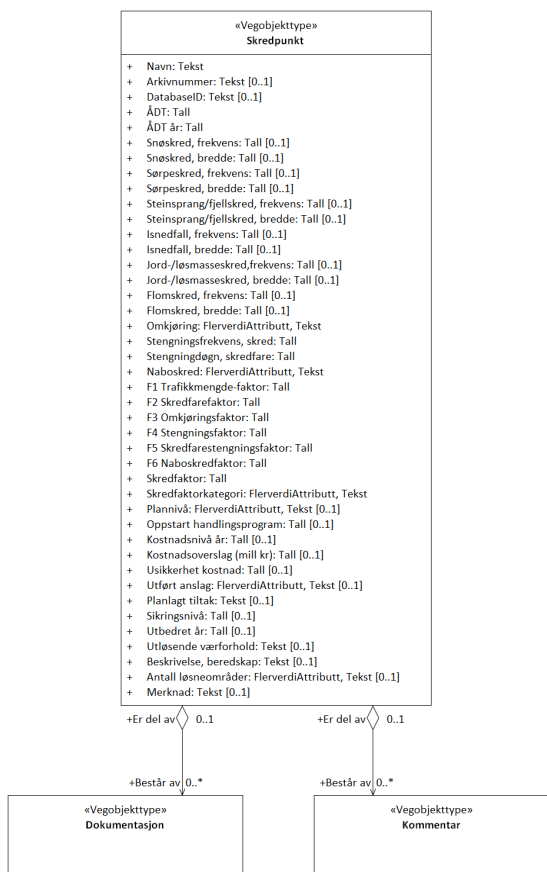 «Vegobjekttype»
Skredpunkt
+ Navn: Tekst
+ Arkivnummer: Tekst [0..1]
+ DatabaseID: Tekst [0..1]
+ ÅDT: Tall
+ ÅDT år: Tall
+ Snøskred, frekvens: Tall [0..1]
+ Snøskred, bredde: Tall [0..1]
+ Sørpeskred, frekvens: Tall [0..1]
+ Sørpeskred, bredde: Tall [0..1]
+ Steinsprang/fjellskred, frekvens: Tall [0..1]
+ Steinsprang/fjellskred, bredde: Tall [0..1]
+ Isnedfall, frekvens: Tall [0..1]
+ Isnedfall, bredde: Tall [0..1]
+ Jord-/løsmasseskred,frekvens: Tall [0..1]
+ Jord-/løsmasseskred, bredde: Tall [0..1]
+ Flomskred, frekvens: Tall [0..1]
+ Flomskred, bredde: Tall [0..1]
+ Omkjøring: FlerverdiAttributt, Tekst
+ Stengningsfrekvens, skred: Tall
+ Stengningdøgn, skredfare: Tall
+ Naboskred: FlerverdiAttributt, Tekst
+ F1 Trafikkmengde-faktor: Tall
+ F2 Skredfarefaktor: Tall
+ F3 Omkjøringsfaktor: Tall
+ F4 Stengningsfaktor: Tall
+ F5 Skredfarestengningsfaktor: Tall
+ F6 Naboskredfaktor: Tall
+ Skredfaktor: Tall
+ Skredfaktorkategori: FlerverdiAttributt, Tekst
+ Plannivå: FlerverdiAttributt, Tekst [0..1]
+ Oppstart handlingsprogram: Tall [0..1]
+ Kostnadsnivå år: Tall [0..1]
+ Kostnadsoverslag (mill kr): Tall [0..1]
+ Usikkerhet kostnad: Tall [0..1]
+ Utført anslag: FlerverdiAttributt, Tekst [0..1]
+ Planlagt tiltak: Tekst [0..1]
+ Sikringsnivå: Tall [0..1]
+ Utbedret år: Tall [0..1]
+ Utløsende værforhold: Tekst [0..1]
+ Beskrivelse, beredskap: Tekst [0..1]
+ Antall løsneområder: FlerverdiAttributt, Tekst [0..1]
+ Merknad: Tekst [0..1]
+Er del av 0..1 +Er del av 0..1
+Består av 0..* +Består av 0..*
«Vegobjekttype» «Vegobjekttype»
Dokumentasjon Kommentar